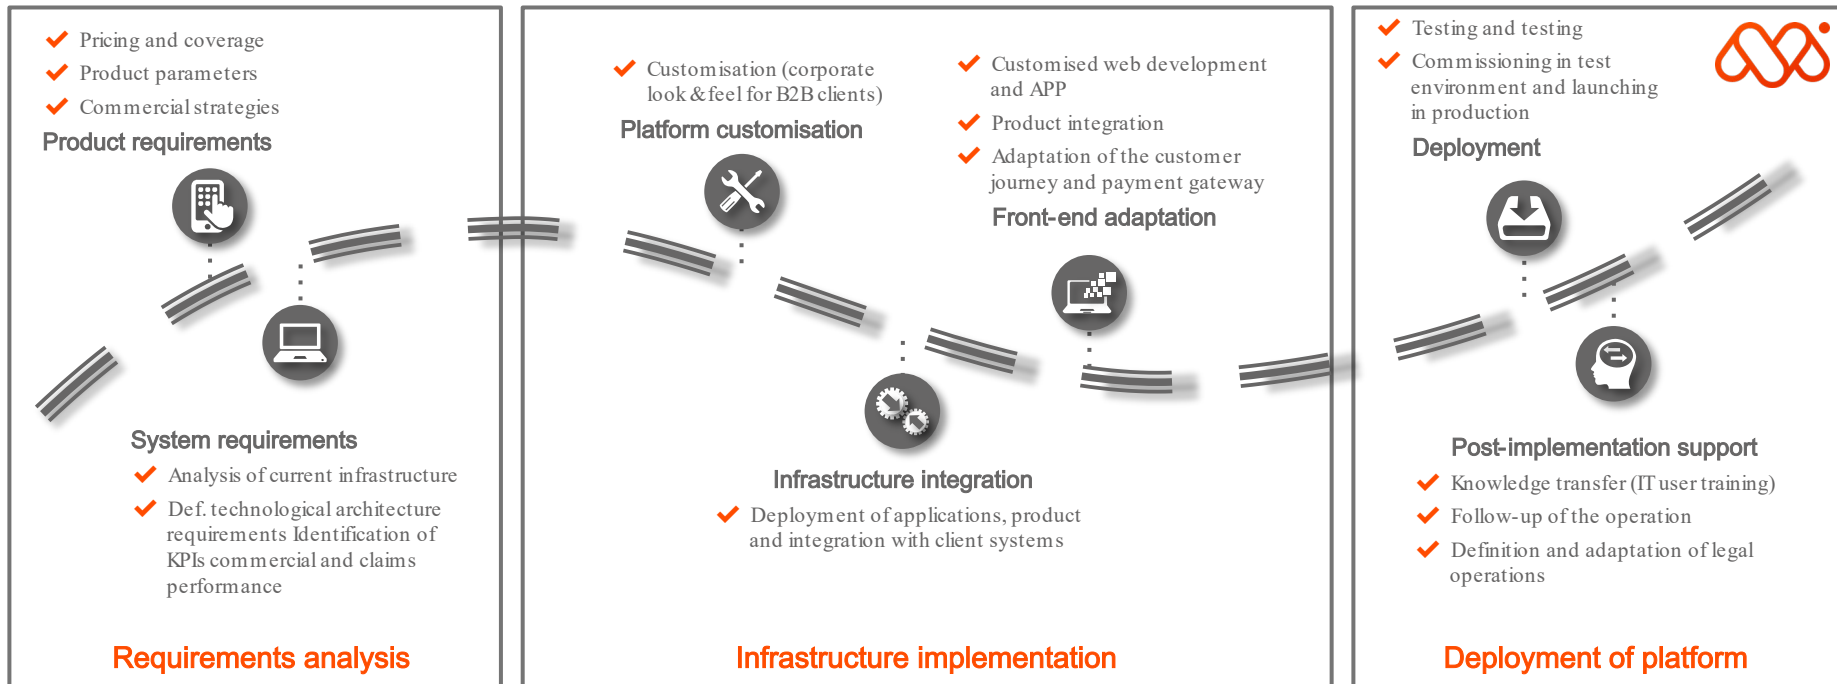 Pricing and coverage
Product parameters
Commercial strategies
Product requirements
System requirements
Analysis of current infrastructure
Def. technological architecture
requirements Identification of
KPIs commercial and claims
performance
Requirements analysis
Customisation (corporate
look & feel for B2B clients)
Platform customisation
Customised web development
and APP
Product integration
Adaptation of the customer
journey and payment gateway
Front-end adaptation
Infrastructure integration
Deployment of applications, product
and integration with client systems
Infrastructure implementation
Testing and testing
Commissioning in test
environment and launching
in production
Deployment
Post-implementation support
Knowledge transfer (IT user training)
Follow-up of the operation
Definition and adaptation of legal
operations
Deployment of platform